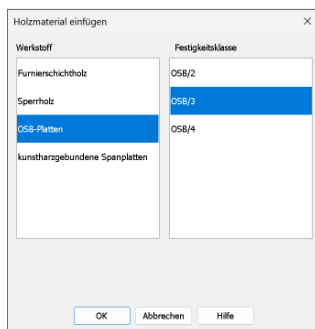 Holzmaterial einfügen
Werkstoff
Festigkeitsklasse
Furnierschichtholz
OSB/2
Sperrholz
OSB/3
OSB-Platten
OSB/4
kunstharzgebundene Spanplatten
OK
Abbrechen
Hilfe